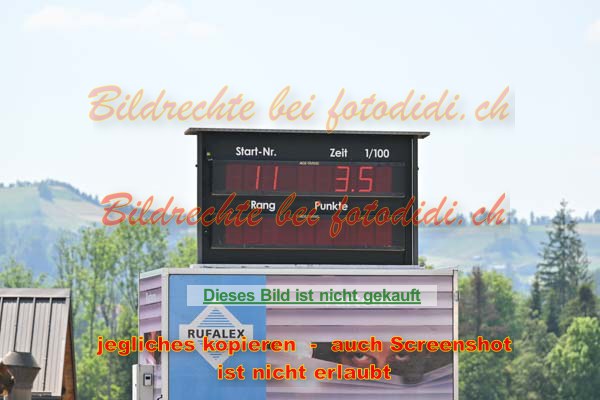 Bildrechte bei fotodidi.ch
Start-Nr. Zeit 1/100
11 3.5
Rang Punkte
Bildrechte bei fotodidi.ch
Dieses Bild ist nicht gekauft
RUFALEX
jegliches kopieren - auch Screenshot
ist nicht erlaubt